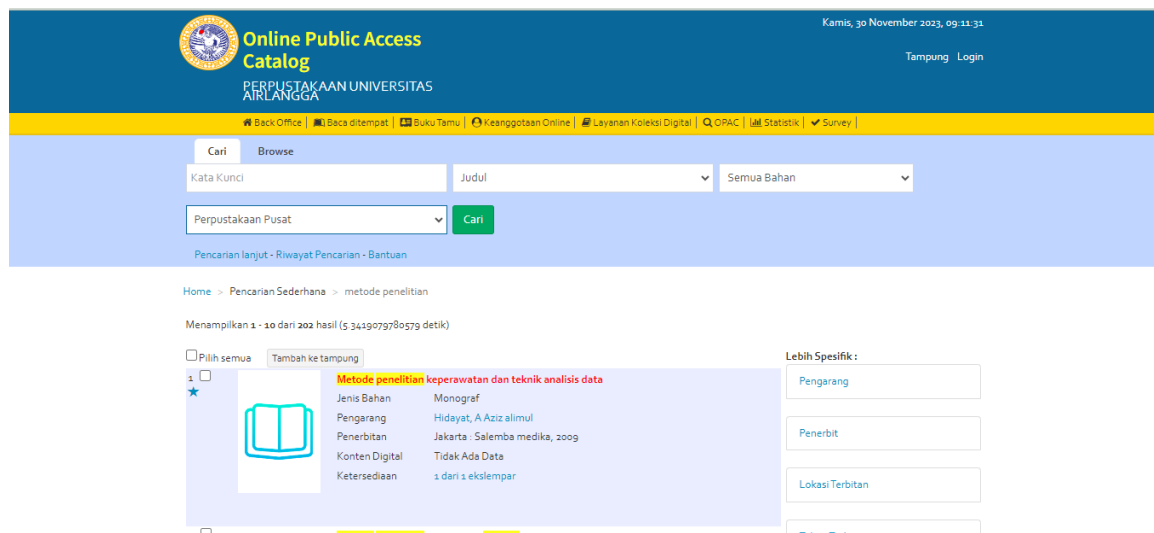 Kamis, 30 November 2023, 09:11:31
Online Public Access
Catalog
Tampung Login
PERPUSTAKAAN UNIVERSITAS
AIRLANGGA
Back Office | Baca ditempat | Buku Tamu | Keanggotaan Online | Layanan Koleksi Digital | OPAC | Statistik | Survey |
Cari Browse
Kata Kunci Judul Semua Bahan
Perpustakaan Pusat Cari
Pencarian lanjut - Riwayat Pencarian - Bantuan
Home > Pencarian Sederhana > metode penelitian
Menampilkan 1 - 10 dari 202 hasil (5.3419079780579 detik)
Pilih semua Tambah ke tampung
Lebih Spesifik :
1
Metode penelitian keperawatan dan teknik analisis data
Jenis Bahan Monograf
Pengarang Hidayat, A Aziz alimul
Penerbitan Jakarta : Salemba medika, 2009
Konten Digital Tidak Ada Data
Ketersediaan 1 dari 1 ekslempar
Pengarang
Penerbit
Lokasi Terbitan